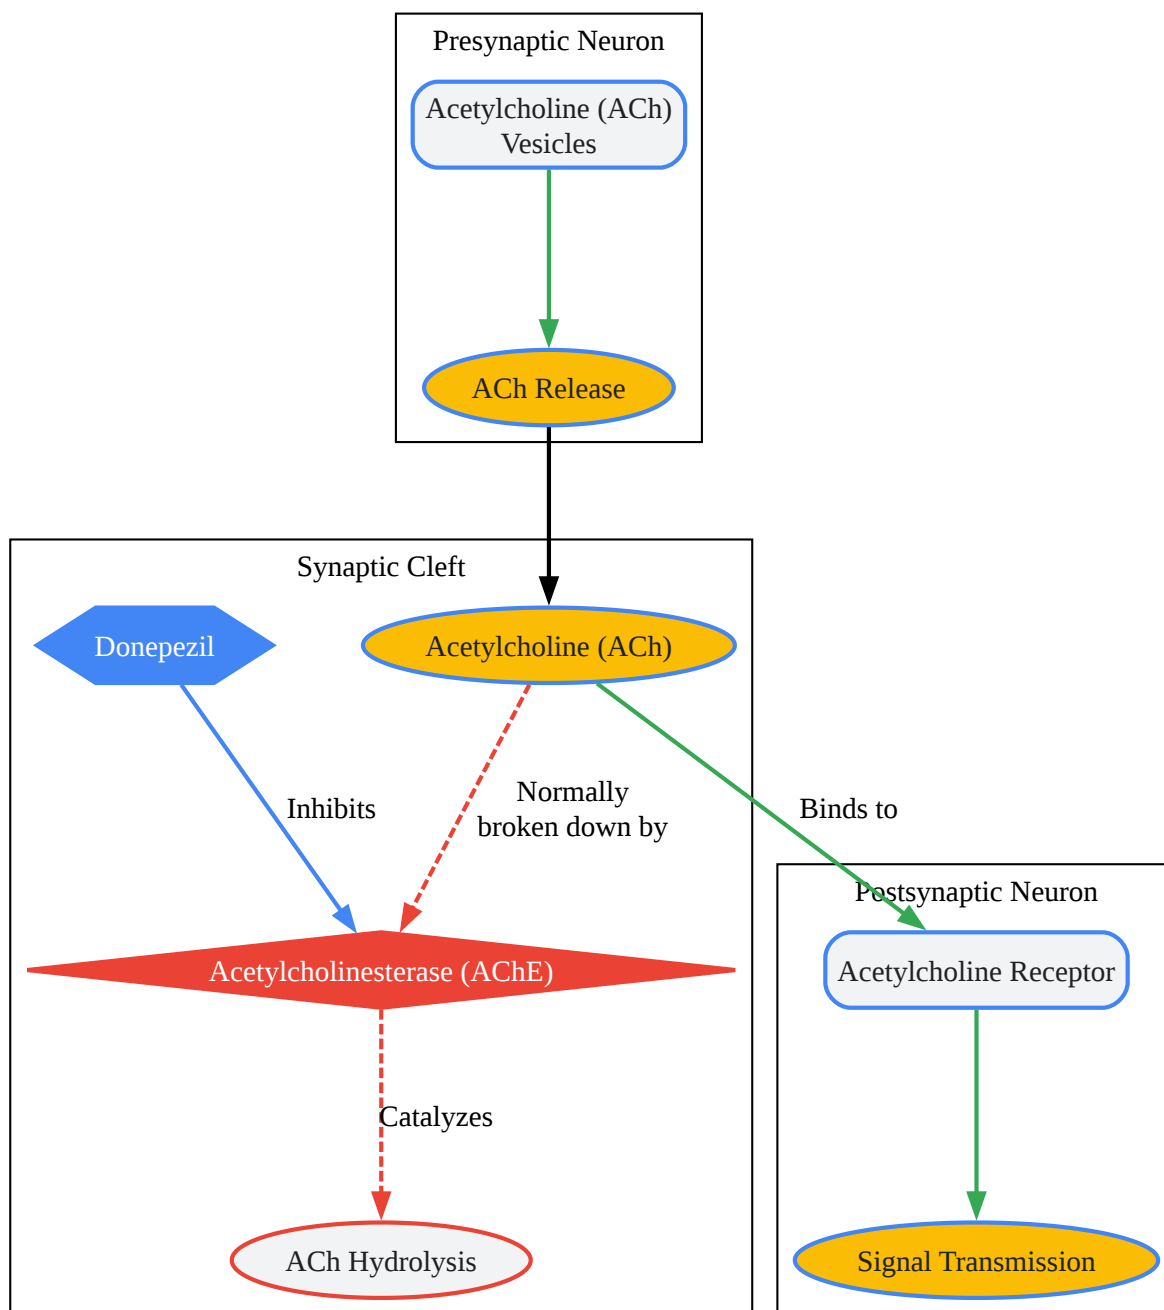 Presynaptic Neuron
Acetylcholine (ACh)
Vesicles
ACh Release
Synaptic Cleft
Donepezil
Acetylcholine (ACh)
Inhibits
Normally
broken down by
Binds to
Postsynaptic Neuron
Acetylcholinesterase (AChE)
Acetylcholine Receptor
Catalyzes
ACh Hydrolysis
Signal Transmission